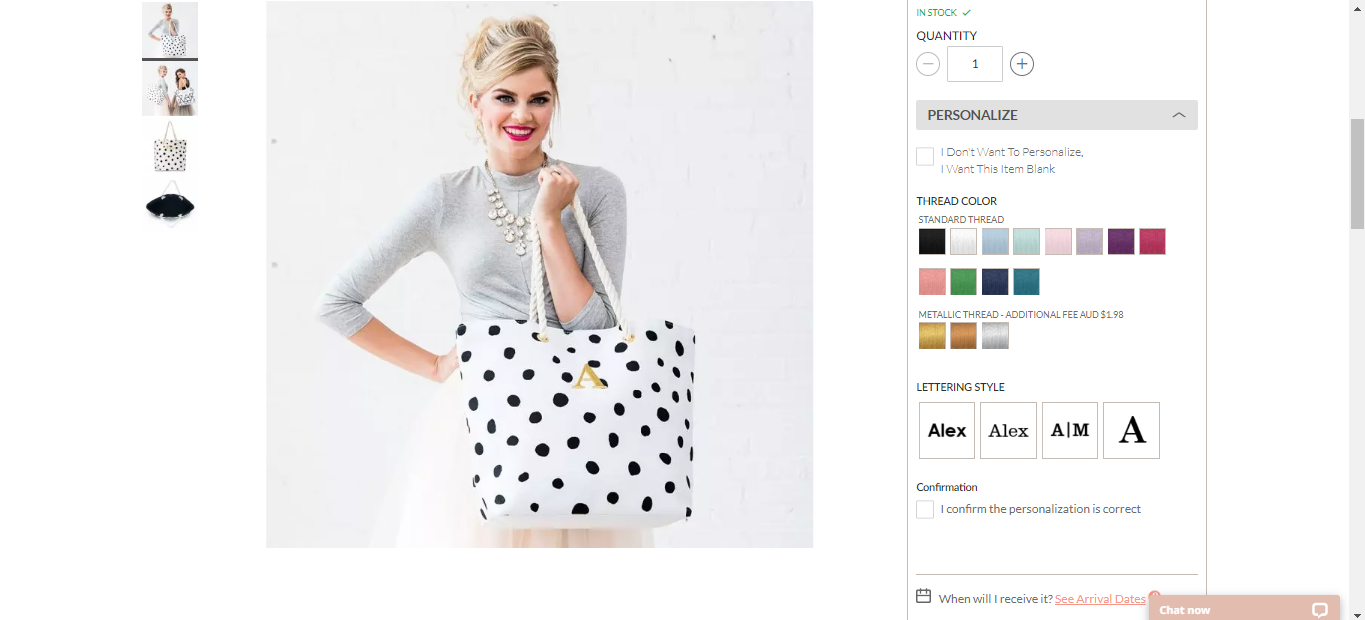 IN STOCK
QUANTITY
1
PERSONALIZE
I Don't Want To Personalize,
I Want This Item Blank
THREAD COLOR
STANDARD THREAD
METALLIC THREAD - ADDITIONAL FEE AUD $1.98
LETTERING STYLE
Alex Alex A|M A
Confirmation
I confirm the personalization is correct
When will I receive it? See Arrival Dates
Chat now
A